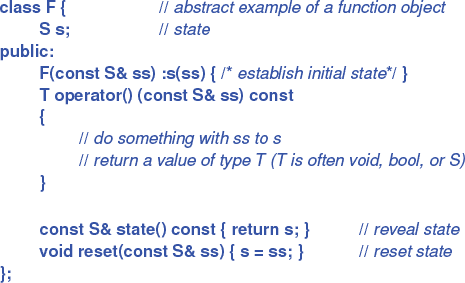 class F { // abstract example of a function object
S s; // state
public:
F(const S& ss) :s(ss) { /* establish initial state*/ }
T operator() (const S& ss) const
{
// do something with ss to s
// return a value of type T (T is often void, bool, or S)
}
const S& state() const { return s; } // reveal state
void reset(const S& ss) { s = ss; } // reset state
};